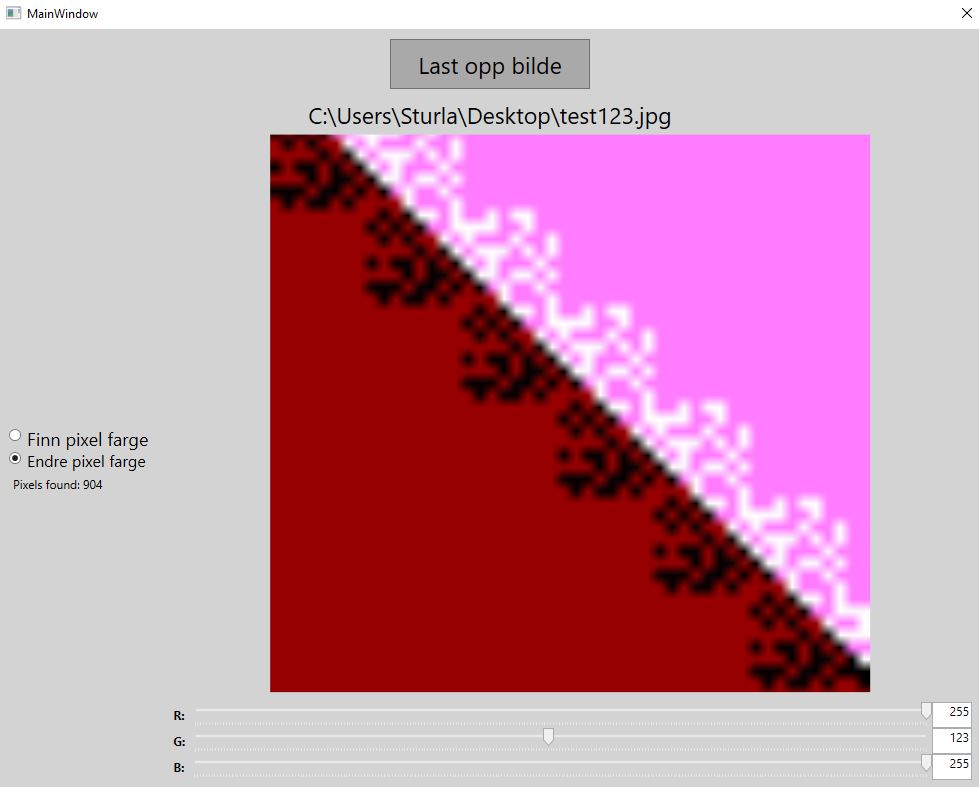 MainWindow
Last opp bilde
C:\Users\Sturla\Desktop\test123.jpg
Finn pixel farge
Endre pixel farge
Pixels found: 904
R: 255
G: 123
B: 255